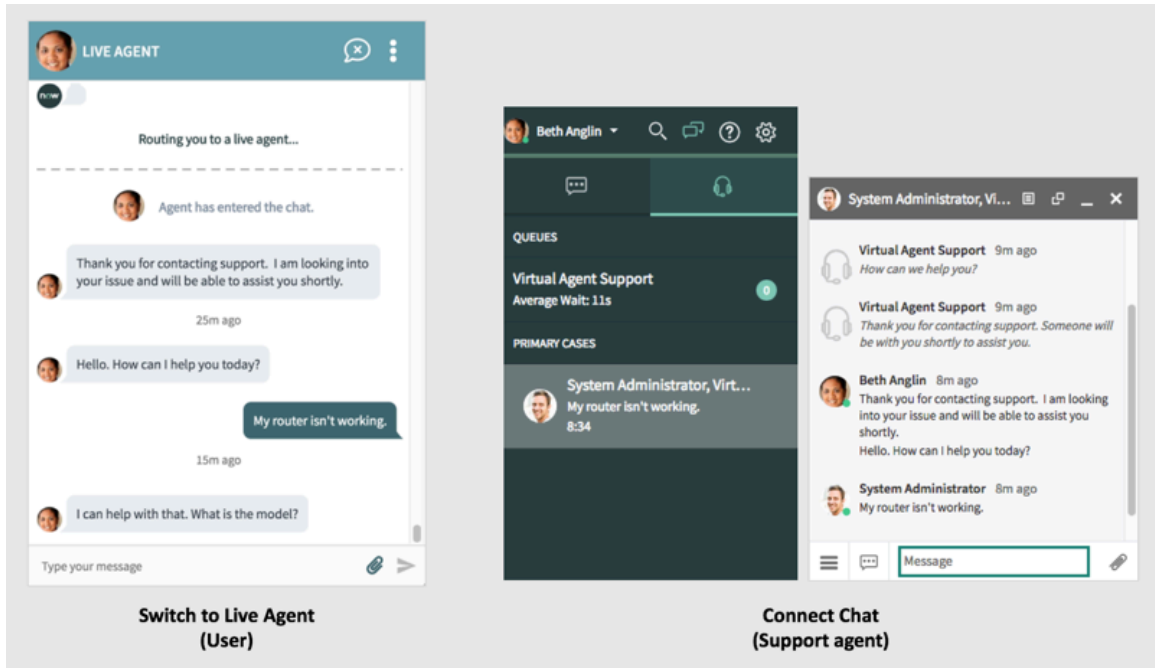 LIVE AGENT
now
Routing you to a live agent...
Agent has entered the chat.
Thank you for contacting support. I am looking into
your issue and will be able to assist you shortly.
25m ago
Hello. How can I help you today?
My router isn't working.
15m ago
I can help with that. What is the model?
Type your message
Switch to Live Agent
(User)
Beth Anglin
QUEUES
Virtual Agent Support
Average Wait: 11s
0
PRIMARY CASES
System Administrator, Virt...
My router isn't working.
8:34
System Administrator, Vi...
Virtual Agent Support 9m ago
How can we help you?
Virtual Agent Support 9m ago
Thank you for contacting support. Someone will
be with you shortly to assist you.
Beth Anglin 8m ago
Thank you for contacting support. I am looking
into your issue and will be able to assist you
shortly.
Hello. How can I help you today?
System Administrator 8m ago
My router isn't working.
Message
Connect Chat
(Support agent)